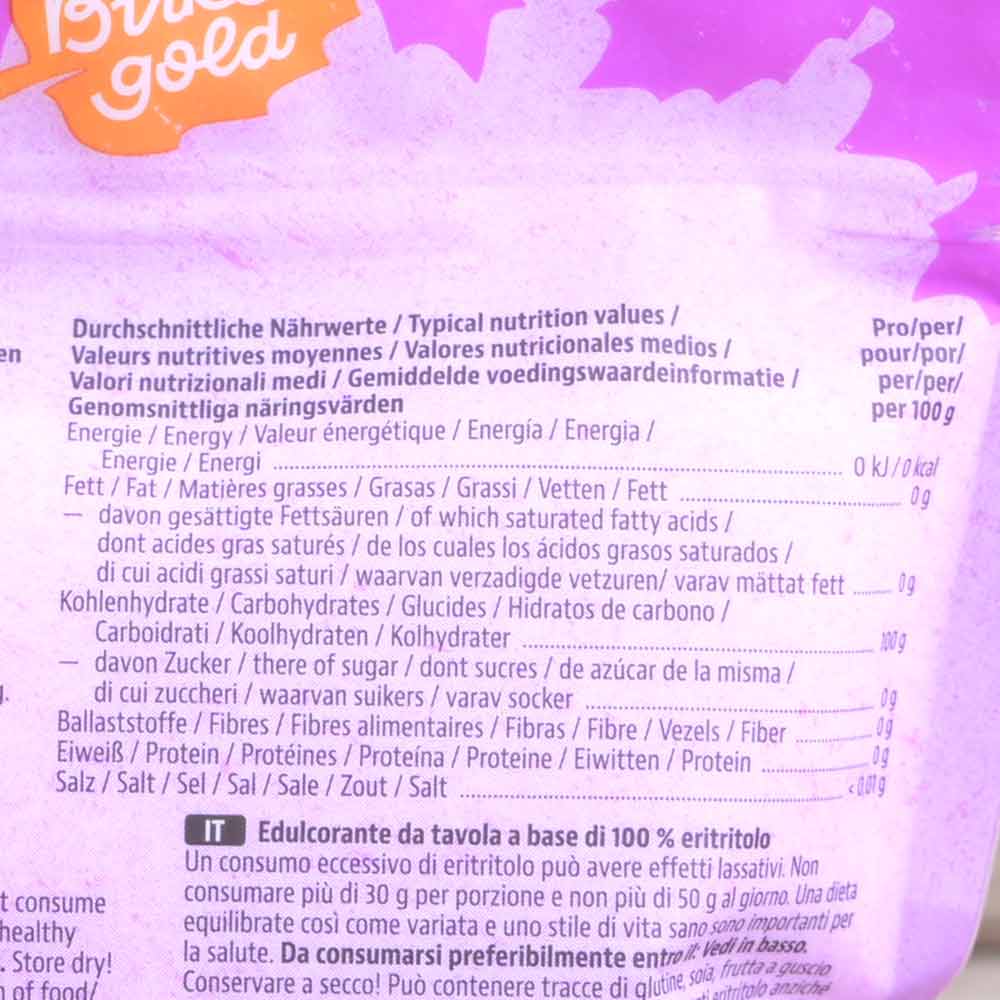 gold
Durchschnittliche Nährwerte / Typical nutrition values /
Valeurs nutritives moyennes / Valores nutricionales medios /
Valori nutrizionali medi / Gemiddelde voedingswaardeinformatie /
Genomsnittliga näringsvärden
Pro/per/
pour/por/
per/per/
per 100 g
Energie / Energy / Valeur énergétique / Energía / Energia /
Energie / Energi 0 kJ / 0 kcal
Fett / Fat / Matières grasses / Grasas / Grassi / Vetten / Fett 0 g
— davon gesättigte Fettsäuren / of which saturated fatty acids /
dont acides gras saturés / de los cuales los ácidos grasos saturados /
di cui acidi grassi saturi / waarvan verzadigde vetzuren/ varav mättat fett 0 g
Kohlenhydrate / Carbohydrates / Glucides / Hidratos de carbono /
Carboidrati / Koolhydraten / Kolhydrater 100 g
— davon Zucker / there of sugar / dont sucres / de azúcar de la misma /
di cui zuccheri / waarvan suikers / varav socker 0 g
Ballaststoffe / Fibres / Fibres alimentaires / Fibras / Fibre / Vezels / Fiber 0 g
Eiweiß / Protein / Protéines / Proteína / Proteine / Eiwitten / Protein 0 g
Salz / Salt / Sel / Sal / Sale / Zout / Salt < 0,01 g
IT Edulcorante da tavola a base di 100 % eritritolo
Un consumo eccessivo di eritritolo può avere effetti lassativi. Non
consumare più di 30 g per porzione e non più di 50 g al giorno. Una dieta
equilibrate così come variata e uno stile di vita sano sono importanti per
la salute. Da consumarsi preferibilmente entro il: Vedi in basso.
Conservare a secco! Può contenere tracce di glutine, soia, frutta a guscio
eritritolo anziché
en
t consume
healthy
. Store dry!
of food/